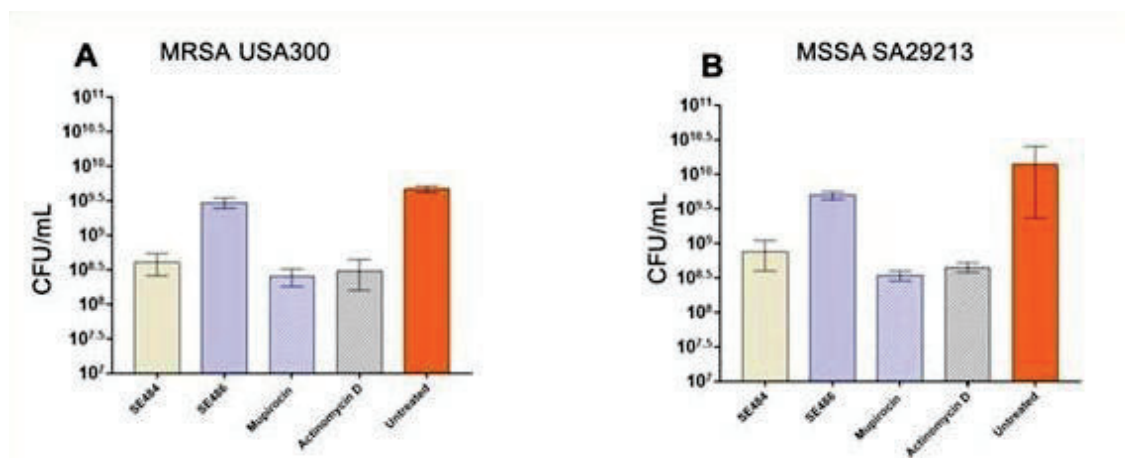 A
MRSA USA300
CFU/mL
10^11
10^10.5
10^10
10^9.5
10^9
10^8.5
10^8
10^7.5
10^7
SE484
SE486
Mupirocin
Actinomycin D
Untreated
B
MSSA SA29213
CFU/mL
10^11
10^10.5
10^10
10^9.5
10^9
10^8.5
10^8
10^7.5
10^7
SE484
SE486
Mupirocin
Actinomycin D
Untreated